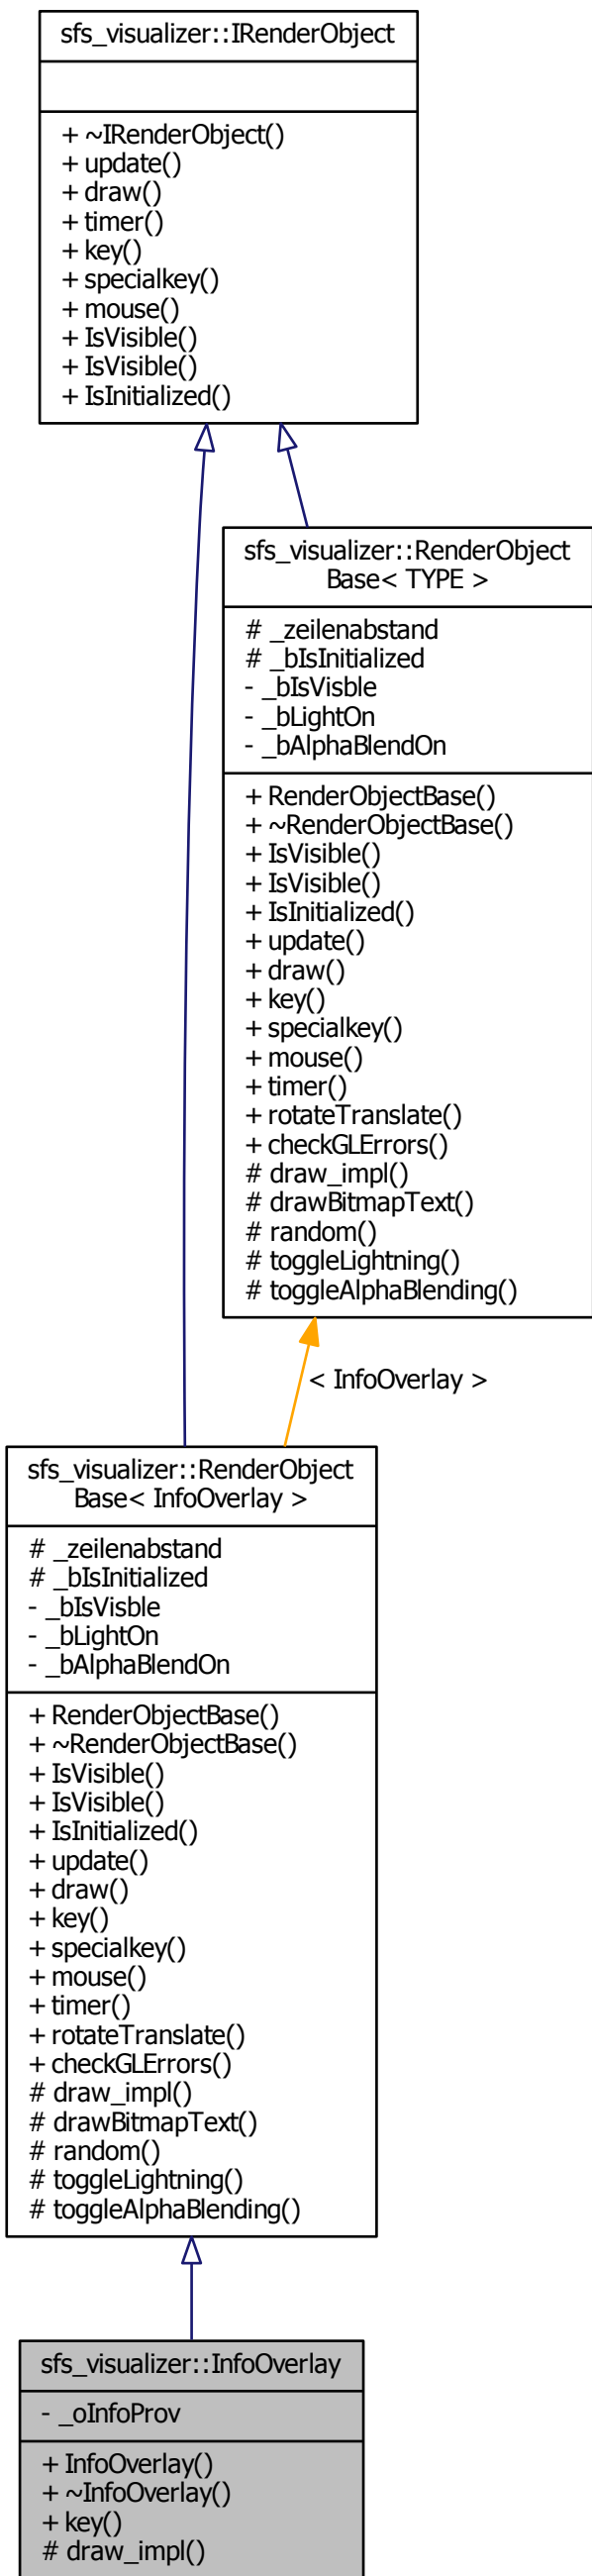 sfs_visualizer::IRenderObject
+ ~IRenderObject()
+ update()
+ draw()
+ timer()
+ key()
+ specialkey()
+ mouse()
+ IsVisible()
+ IsVisible()
+ IsInitialized()
sfs_visualizer::RenderObject
Base< TYPE >
# _zeilenabstand
# _bIsInitialized
- _bIsVisble
- _bLightOn
- _bAlphaBlendOn
+ RenderObjectBase()
+ ~RenderObjectBase()
+ IsVisible()
+ IsVisible()
+ IsInitialized()
+ update()
+ draw()
+ key()
+ specialkey()
+ mouse()
+ timer()
+ rotateTranslate()
+ checkGLErrors()
# draw_impl()
# drawBitmapText()
# random()
# toggleLightning()
# toggleAlphaBlending()
< InfoOverlay >
sfs_visualizer::RenderObject
Base< InfoOverlay >
# _zeilenabstand
# _bIsInitialized
- _bIsVisble
- _bLightOn
- _bAlphaBlendOn
+ RenderObjectBase()
+ ~RenderObjectBase()
+ IsVisible()
+ IsVisible()
+ IsInitialized()
+ update()
+ draw()
+ key()
+ specialkey()
+ mouse()
+ timer()
+ rotateTranslate()
+ checkGLErrors()
# draw_impl()
# drawBitmapText()
# random()
# toggleLightning()
# toggleAlphaBlending()
sfs_visualizer::InfoOverlay
- _oInfoProv
+ InfoOverlay()
+ ~InfoOverlay()
+ key()
# draw_impl()